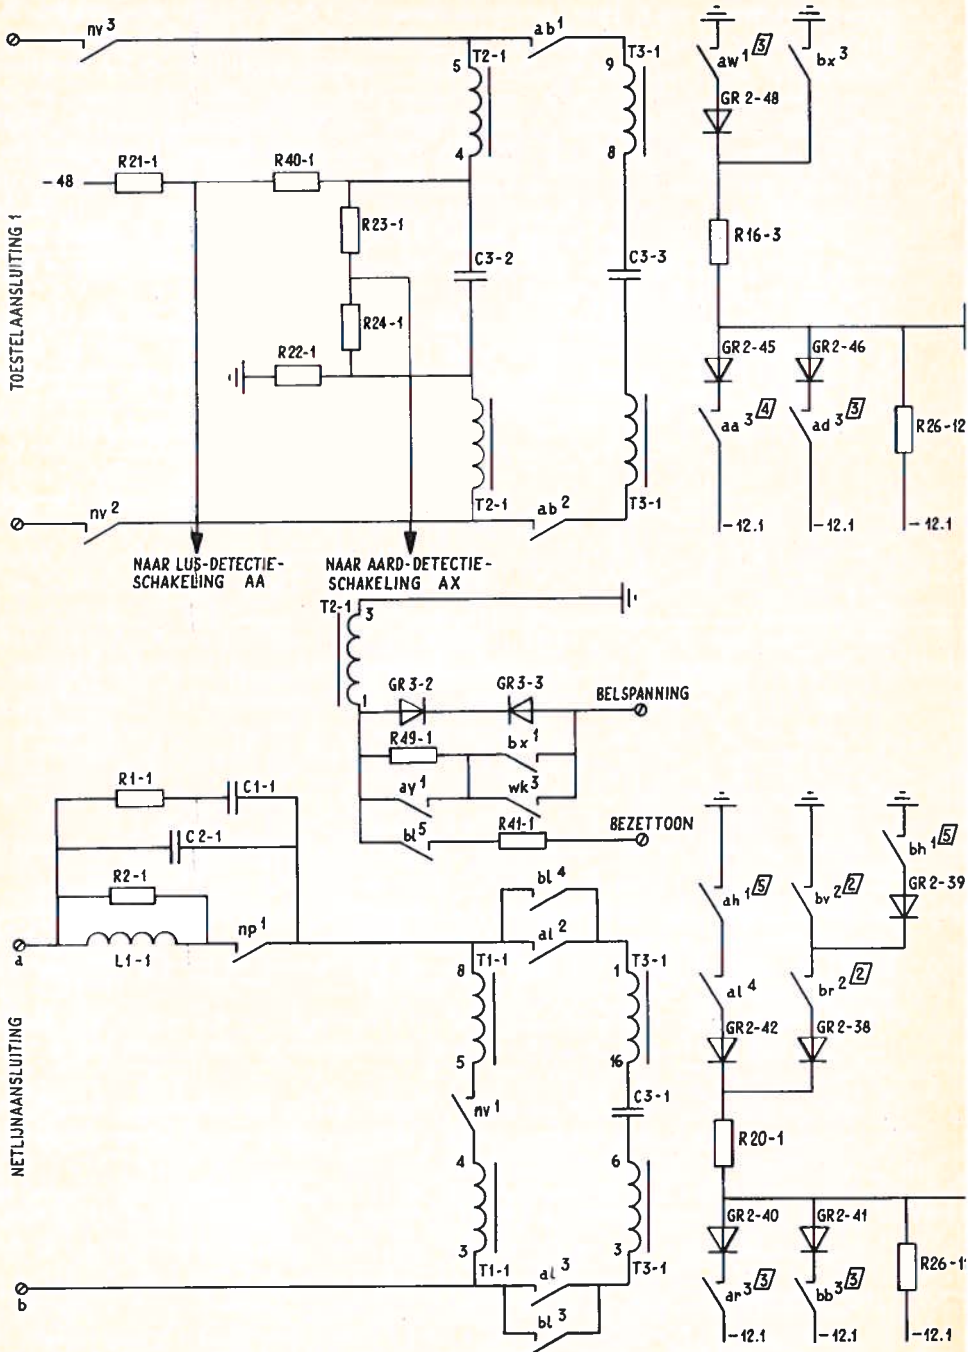 nv 3
ab 1
T2-1
T3-1
5
9
4
8
aw 1 3
bx 3
GR 2-48
R21-1
R40-1
-48
R23-1
R16-3
C3-2
C3-3
R24-1
R22-1
TOESTELAANSLUITING 1
GR 2-45
GR 2-46
aa 3 4
ad 3 3
R26-12
nv 2
T2-1
ab 2
T3-1
-12.1
-12.1
-12.1
NAAR LUS-DETECTIE-
SCHAKELING AA
NAAR AARD-DETECTIE-
SCHAKELING AX
T2-1
3
1
GR 3-2
GR 3-3
BELSPANNING
R49-1
bx 1
ay 1
wk 3
bl 5
R41-1
BEZETTOON
R1-1
C1-1
C2-1
R2-1
L1-1
np 1
a
bl 4
al 2
T1-1
T3-1
8
1
5
16
nv 1
C3-1
4
6
3
3
T1-1
T3-1
al 3
bl 3
b
NETLIJNAANSLUITING
bh 1 5
GR 2-39
ah 1 5
bv 2 2
al 4
br 2 2
GR 2-42
GR 2-38
R20-1
GR 2-40
GR 2-41
R26-11
ar 3 3
bb 3 3
-12.1
-12.1
-12.1